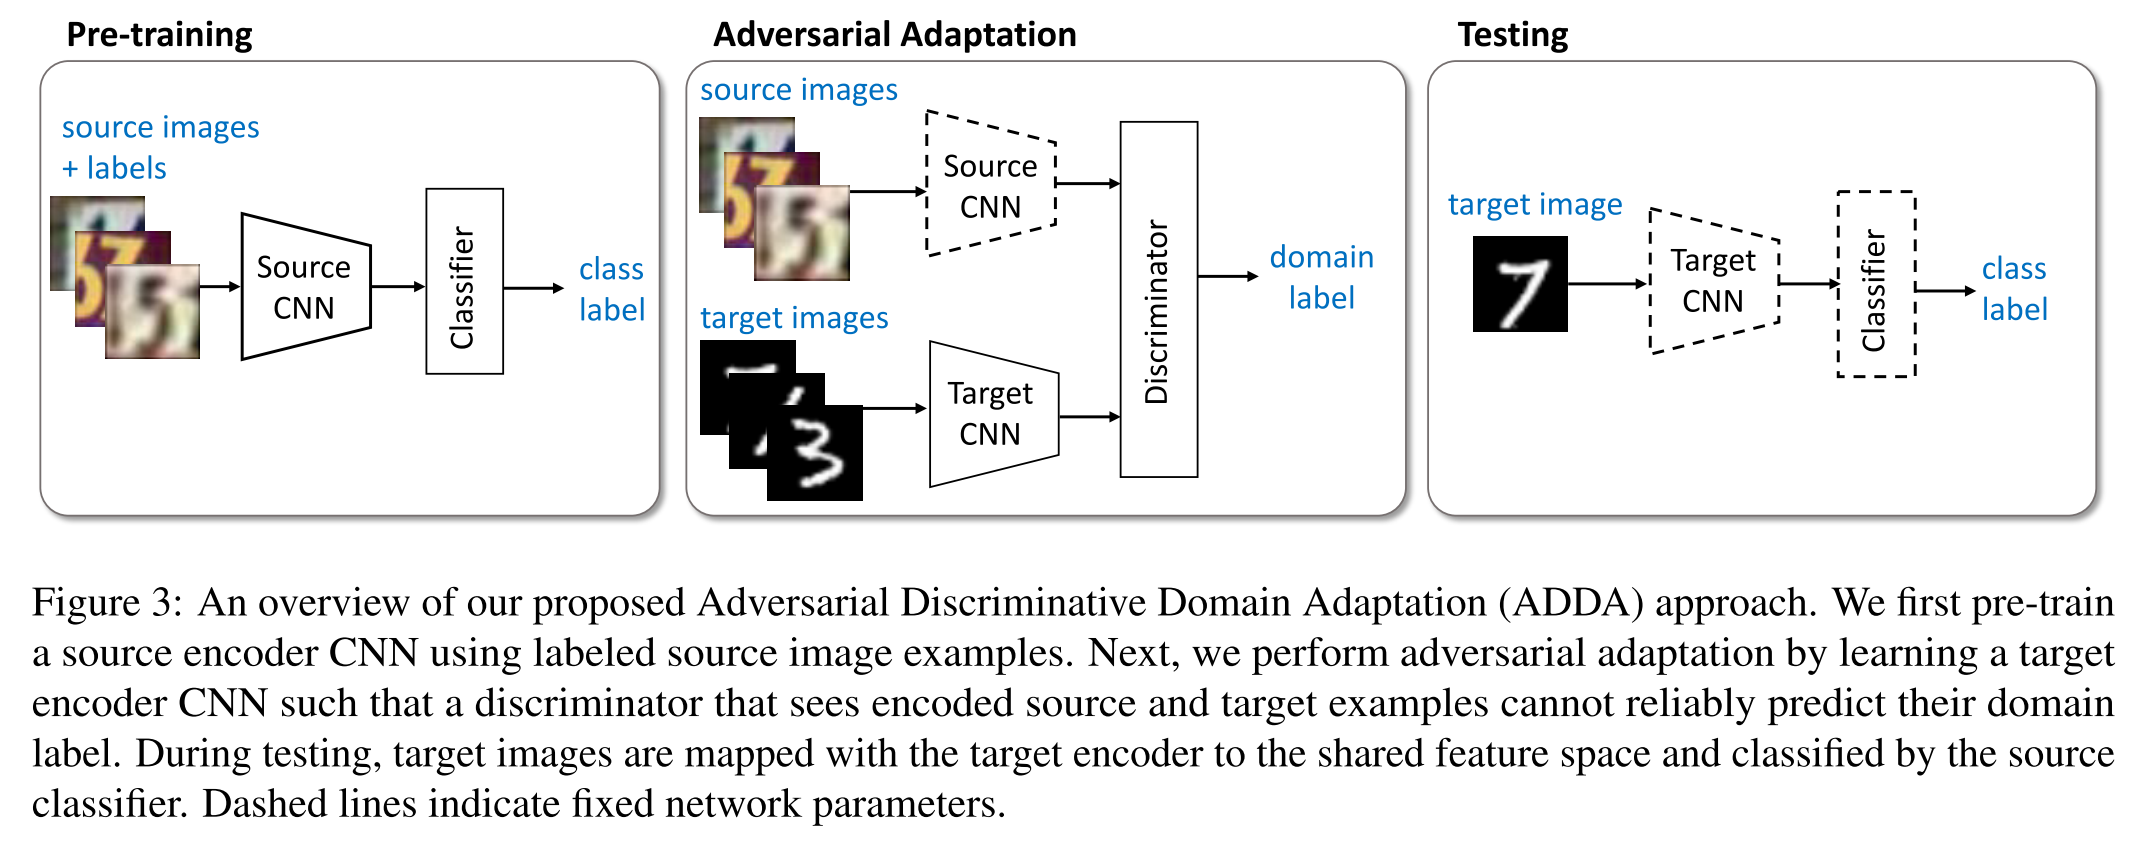 Pre-training
source images
+ labels
Source
CNN
Classifier
class
label
Adversarial Adaptation
source images
Source
CNN
target images
Target
CNN
Discriminator
domain
label
Testing
target image
7
Target
CNN
Classifier
class
label
Figure 3: An overview of our proposed Adversarial Discriminative Domain Adaptation (ADDA) approach. We first pre-train
a source encoder CNN using labeled source image examples. Next, we perform adversarial adaptation by learning a target
encoder CNN such that a discriminator that sees encoded source and target examples cannot reliably predict their domain
label. During testing, target images are mapped with the target encoder to the shared feature space and classified by the source
classifier. Dashed lines indicate fixed network parameters.